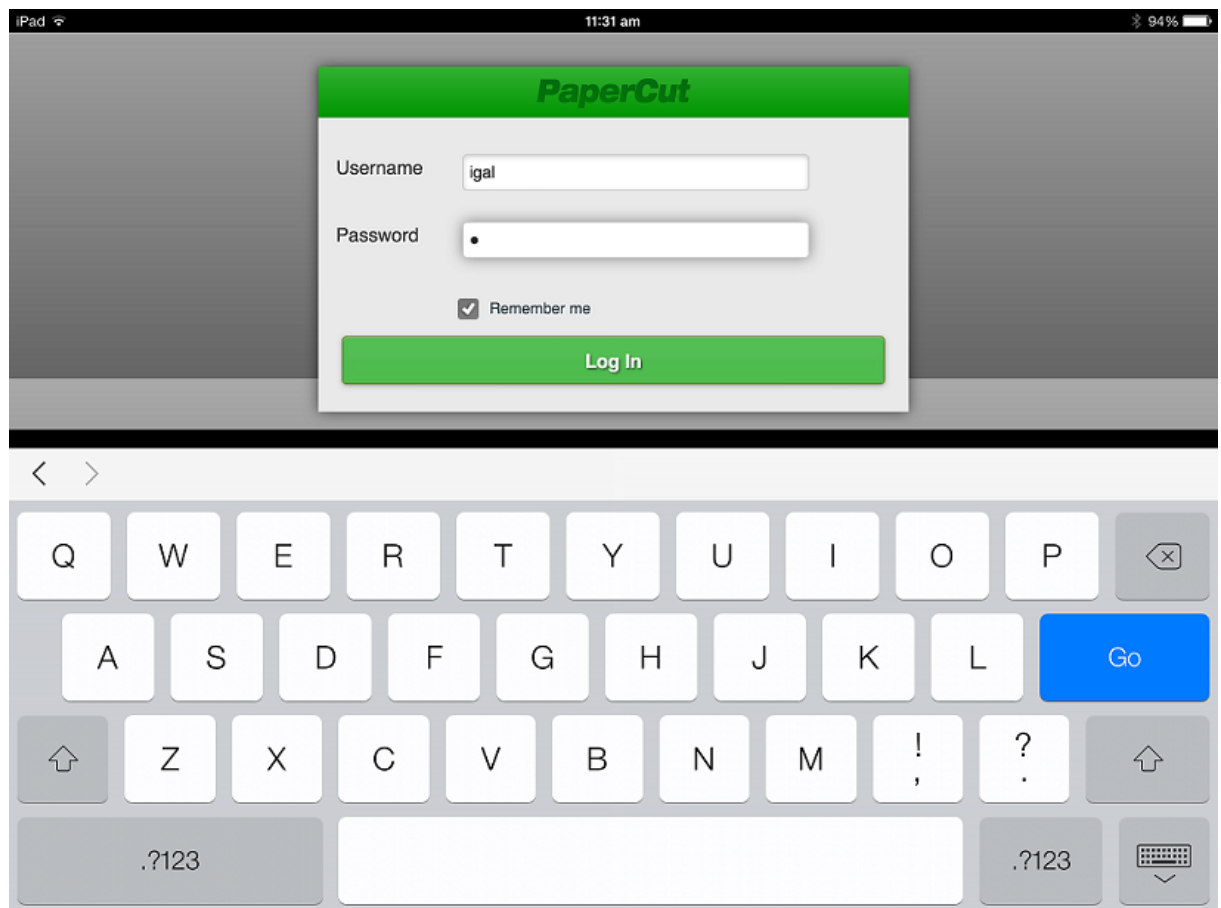 iPad 11:31 am 94%
PaperCut
Username igal
Password •
Remember me
Log In
Q W E R T Y U I O P
A S D F G H J K L Go
Z X C V B N M ! , ? .
.?123 .?123